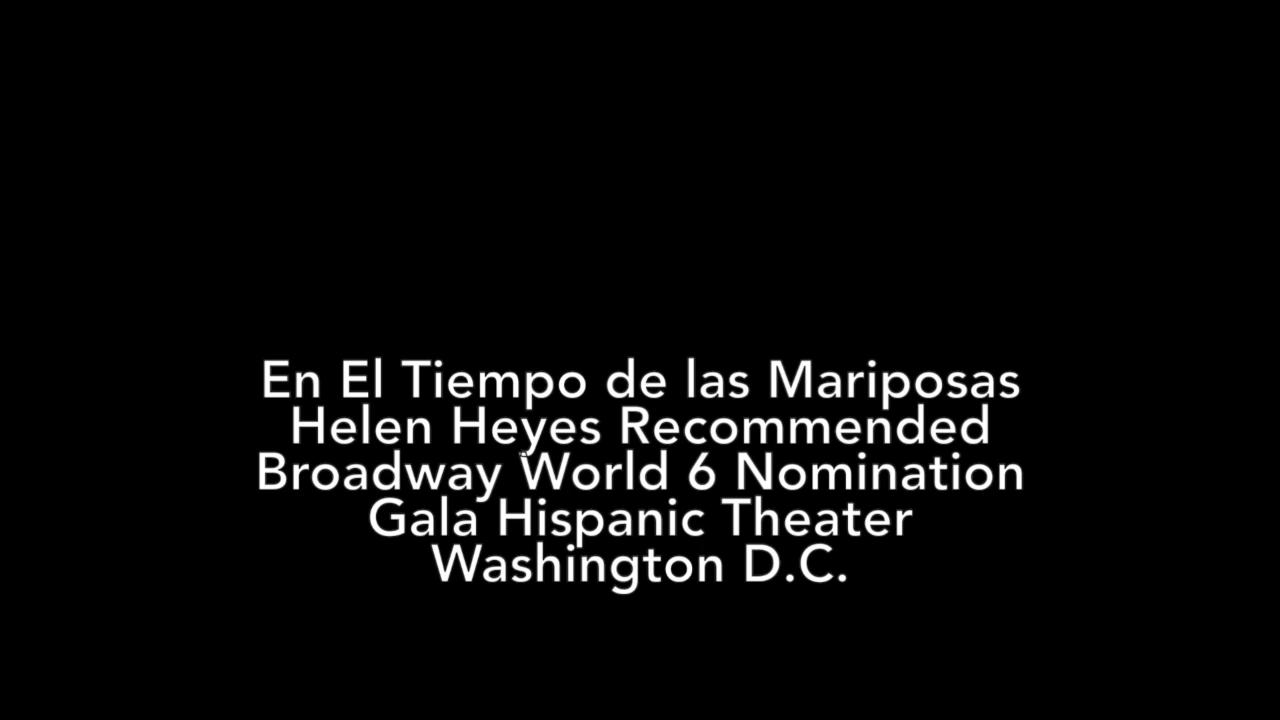 En El Tiempo de las Mariposas
Helen Heyes Recommended
Broadway World 6 Nomination
Gala Hispanic Theater
Washington D.C.